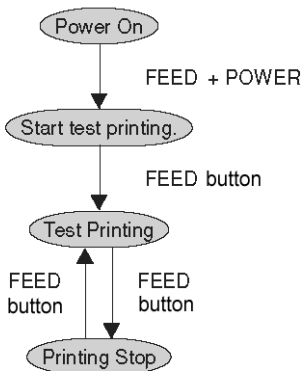 Power On
FEED + POWER
Start test printing.
FEED button
Test Printing
FEED
button
FEED
button
Printing Stop